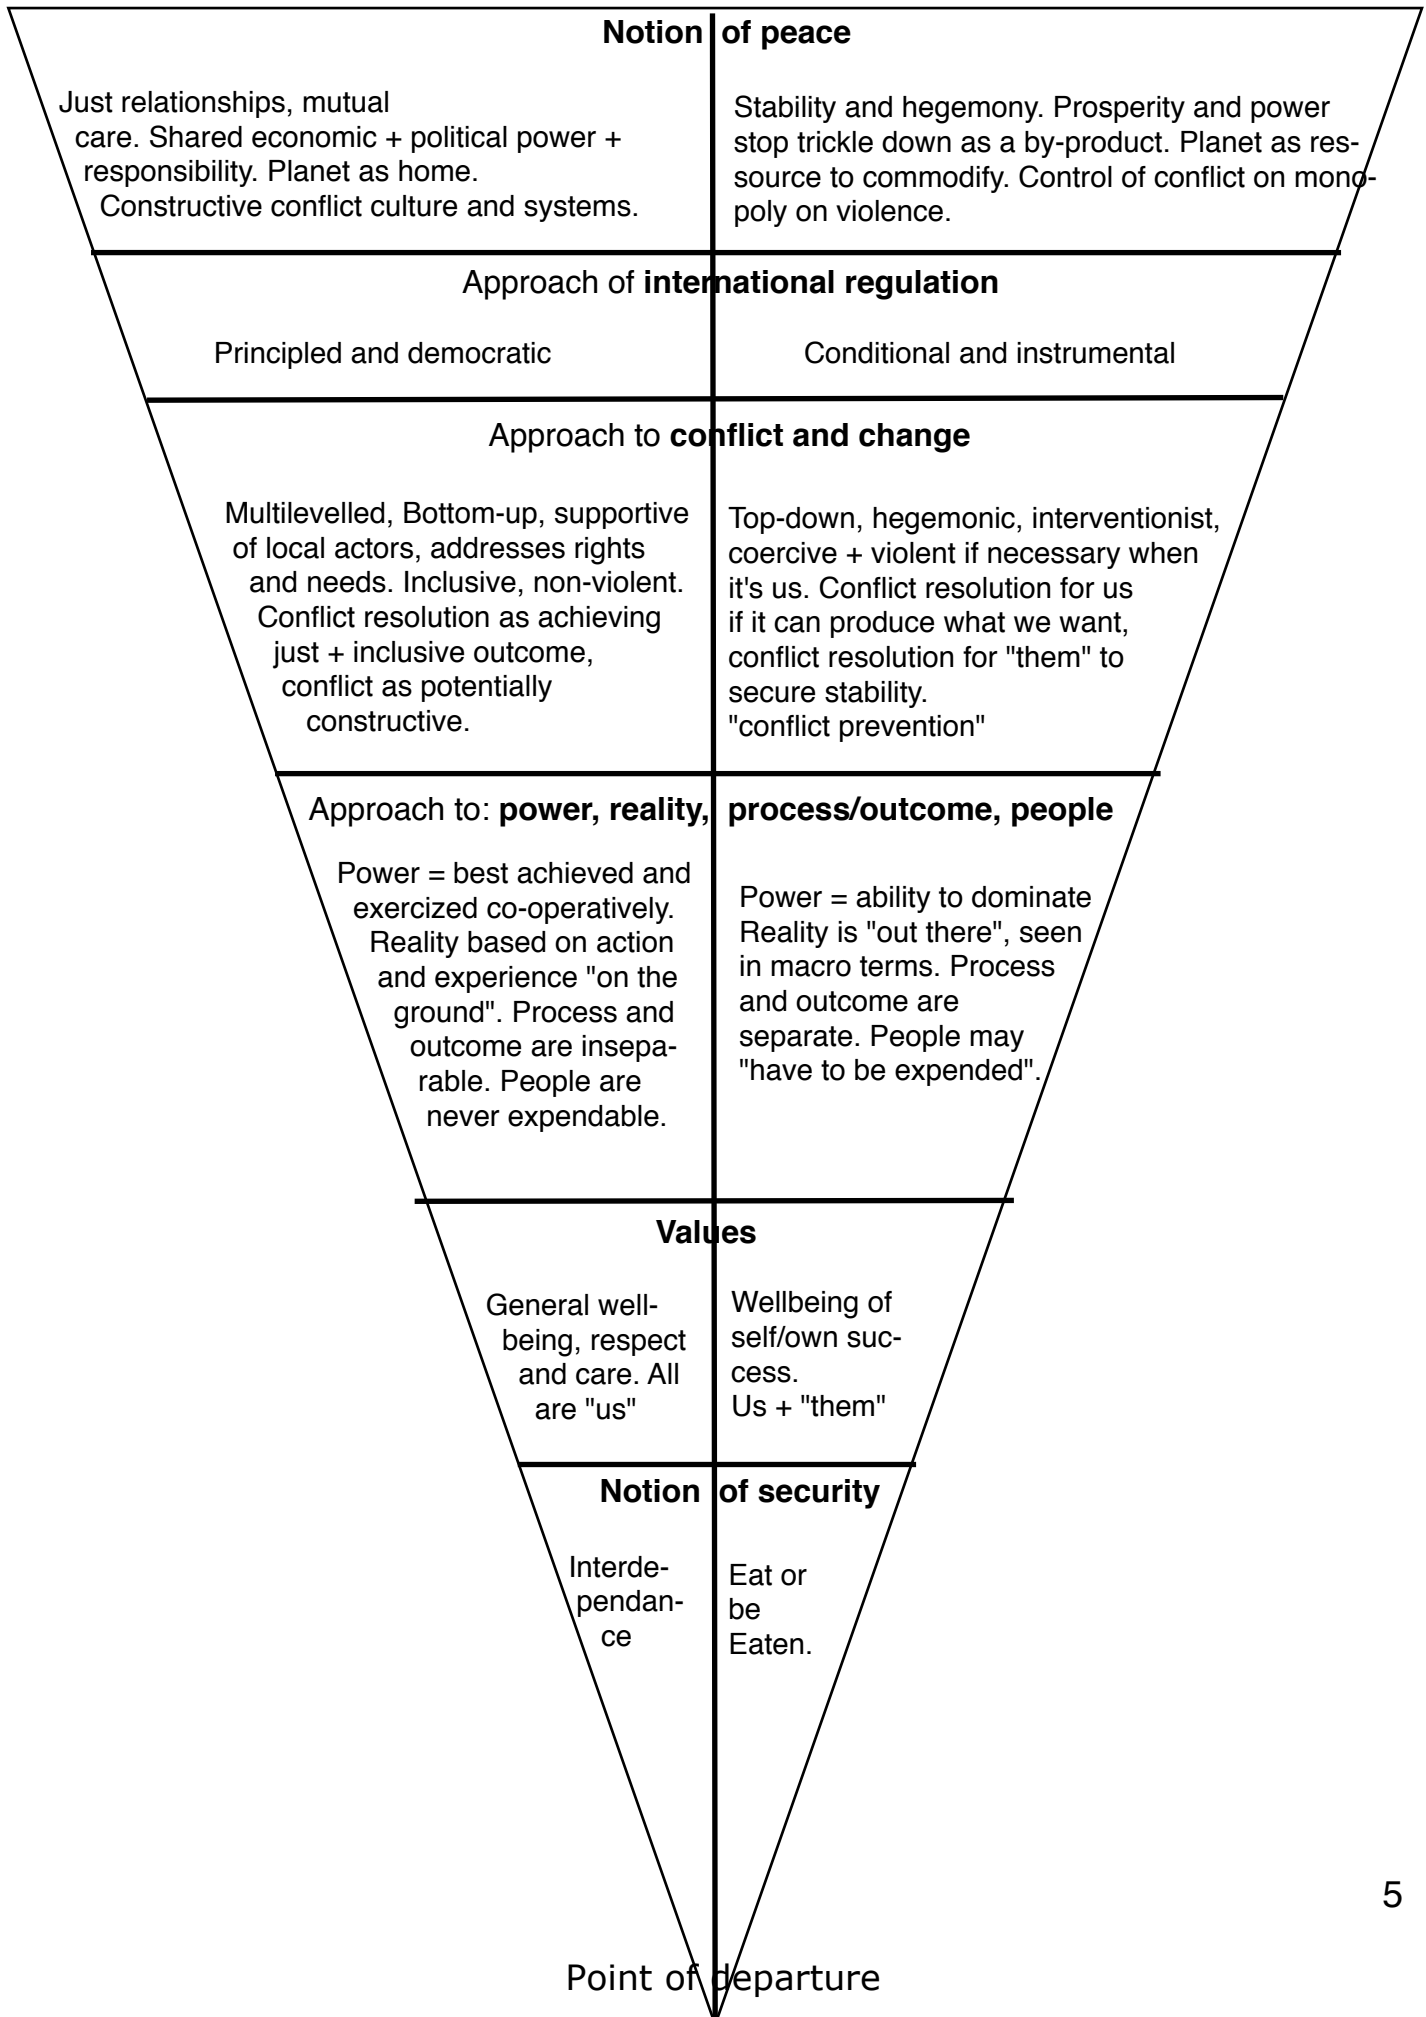 Notion of peace
Just relationships, mutual
care. Shared economic + political power +
responsibility. Planet as home.
Constructive conflict culture and systems.
Stability and hegemony. Prosperity and power
stop trickle down as a by-product. Planet as res-
source to commodify. Control of conflict on mono-
poly on violence.
Approach of international regulation
Principled and democratic
Conditional and instrumental
Approach to conflict and change
Multilevelled, Bottom-up, supportive
of local actors, addresses rights
and needs. Inclusive, non-violent.
Conflict resolution as achieving
just + inclusive outcome,
conflict as potentially
constructive.
Top-down, hegemonic, interventionist,
coercive + violent if necessary when
it's us. Conflict resolution for us
if it can produce what we want,
conflict resolution for "them" to
secure stability.
"conflict prevention"
Approach to: power, reality, process/outcome, people
Power = best achieved and
exercized co-operatively.
Reality based on action
and experience "on the
ground". Process and
outcome are insepa-
rable. People are
never expendable.
Power = ability to dominate
Reality is "out there", seen
in macro terms. Process
and outcome are
separate. People may
"have to be expended".
Values
General well-
being, respect
and care. All
are "us"
Wellbeing of
self/own suc-
cess.
Us + "them"
Notion of security
Interde-
pendan-
ce
Eat or
be
Eaten.
5
Point of departure